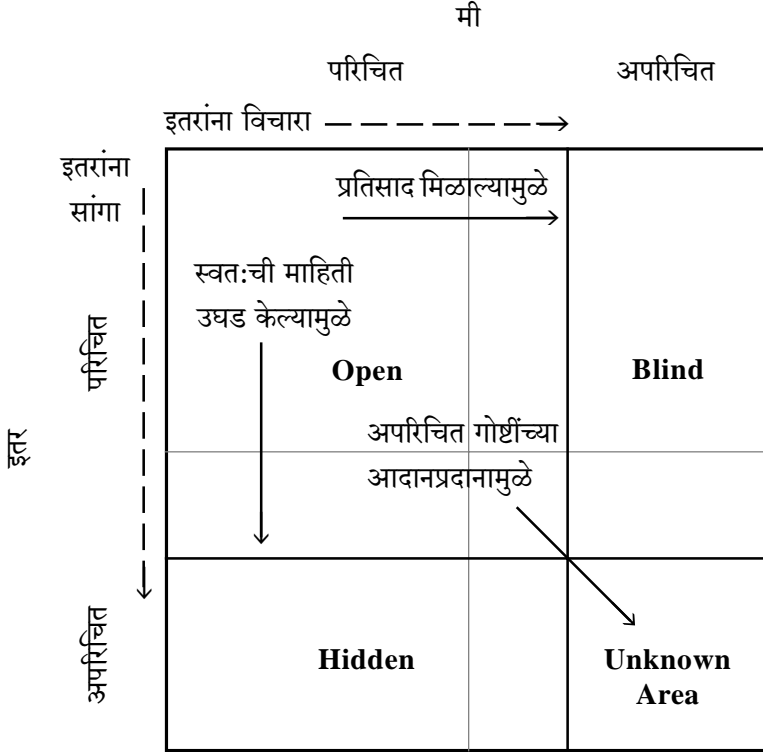 मी
परिचित
अपरिचित
इतरांना विचारा
इतरांना
सांगा
प्रतिसाद मिळाल्यामुळे
स्वत:ची माहिती
उघड केल्यामुळे
परिचित
Open
Blind
इतर
अपरिचित गोष्टींच्या
आदानप्रदानामुळे
अपरिचित
Hidden
Unknown
Area